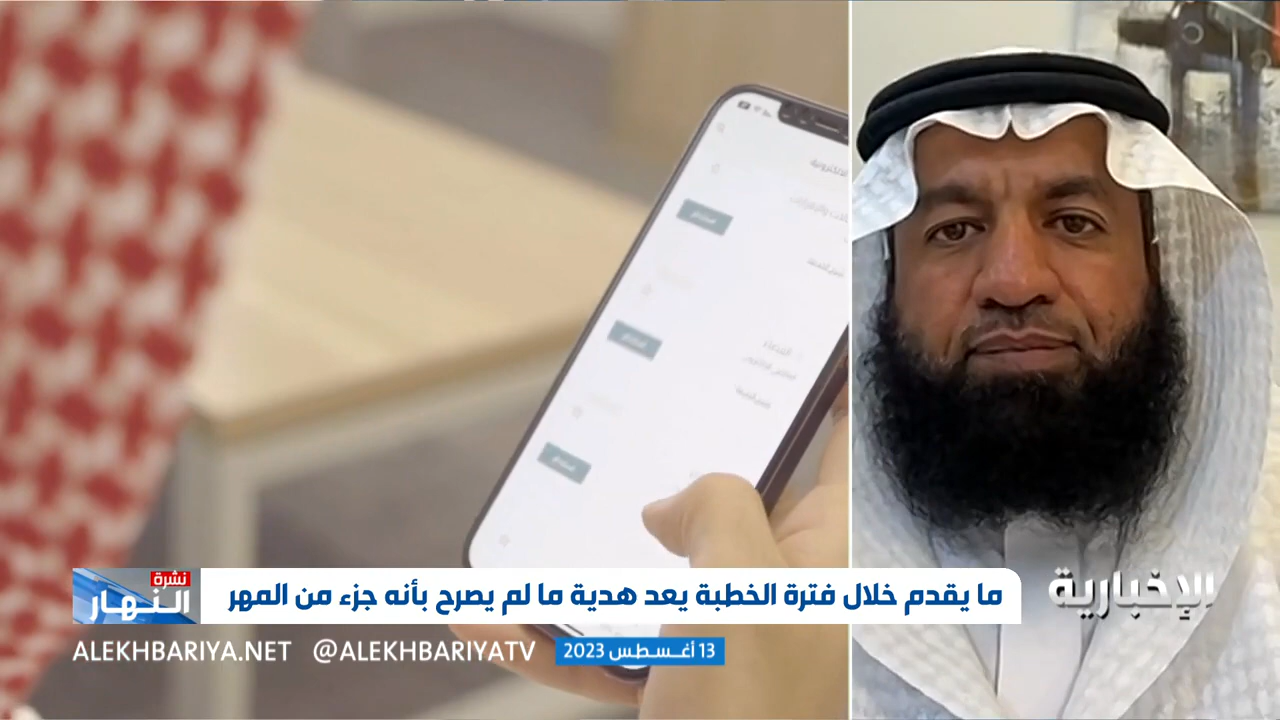 الإخبارية
نشرة
النهار
ما يقدم خلال فترة الخطبة يعد هدية ما لم يصرح بأنه جزء من المهر
ALEKHBARIYA.NET @ALEKHBARIYATV 13 أغسطس 2023